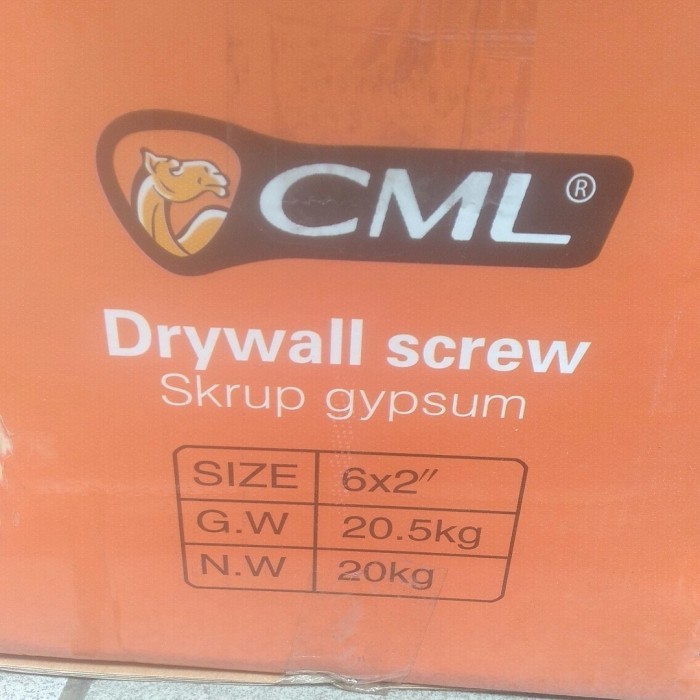 CML ®
Drywall screw
Skrup gypsum
SIZE 6x2"
G.W 20.5kg
N.W 20kg